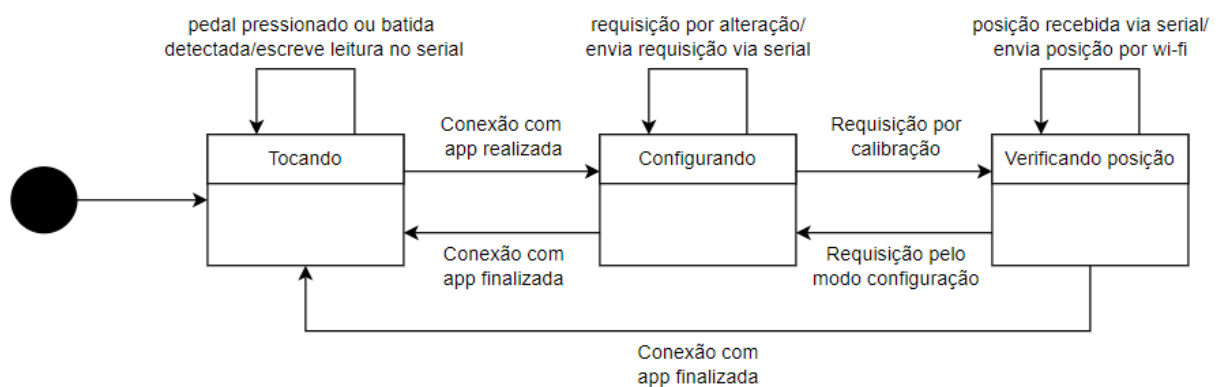 pedal pressionado ou batida
detectada/escreve leitura no serial
requisição por alteração/
envia requisição via serial
posição recebida via serial/
envia posição por wi-fi
Tocando
Conexão com
app realizada
Configurando
Requisição por
calibração
Verificando posição
Conexão com
app finalizada
Requisição pelo
modo configuração
Conexão com
app finalizada